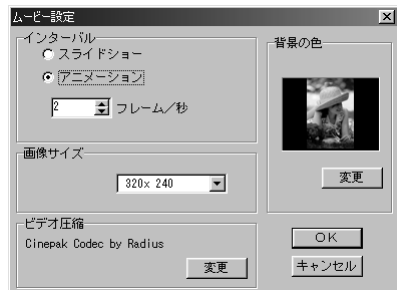 ムービー設定
インターバル
スライドショー
アニメーション
2 フレーム／秒
画像サイズ
320x 240
ビデオ圧縮
Cinepak Codec by Radius
変更
背景の色
変更
OK
キャンセル